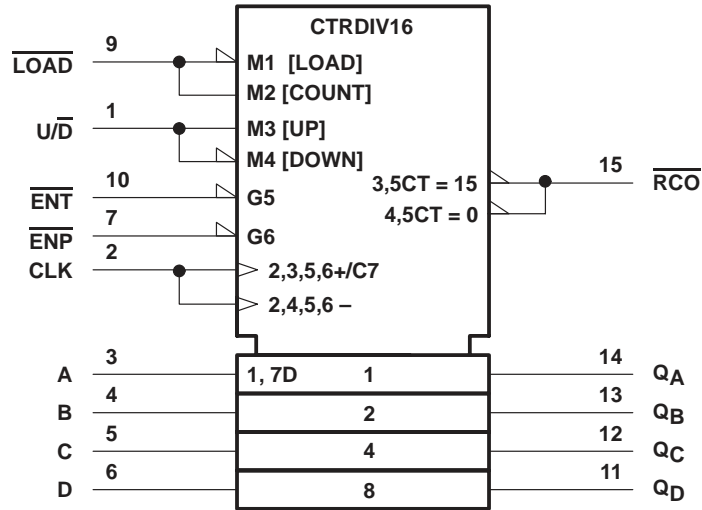 CTRDIV16
LOAD 9 M1 [LOAD]
M2 [COUNT]
U/D 1 M3 [UP]
M4 [DOWN]
ENT 10 G5
ENP 7 G6
CLK 2 2,3,5,6+/C7
2,4,5,6 –
3,5CT = 15 15 RCO
4,5CT = 0
A 3 1, 7D 1 14 QA
B 4 2 13 QB
C 5 4 12 QC
D 6 8 11 QD